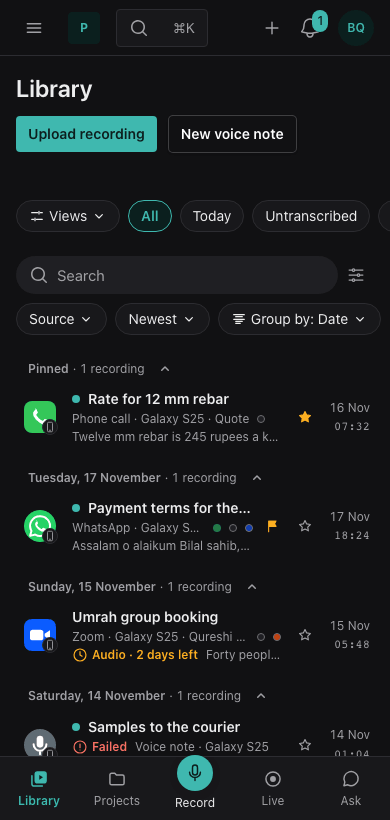 P
⌘K
1
BQ
Library
Upload recording
New voice note
Views
All
Today
Untranscribed
Search
Source
Newest
Group by: Date
Pinned · 1 recording
Rate for 12 mm rebar
16 Nov
Phone call · Galaxy S25 · Quote
07:32
Twelve mm rebar is 245 rupees a k...
Tuesday, 17 November · 1 recording
Payment terms for the...
17 Nov
WhatsApp · Galaxy S...
18:24
Assalam o alaikum Bilal sahib,...
Sunday, 15 November · 1 recording
Umrah group booking
15 Nov
Zoom · Galaxy S25 · Qureshi ...
05:48
Audio · 2 days left Forty peopl...
Saturday, 14 November · 1 recording
Samples to the courier
14 Nov
Failed Voice note · Galaxy S25
01:04
Library
Projects
Record
Live
Ask